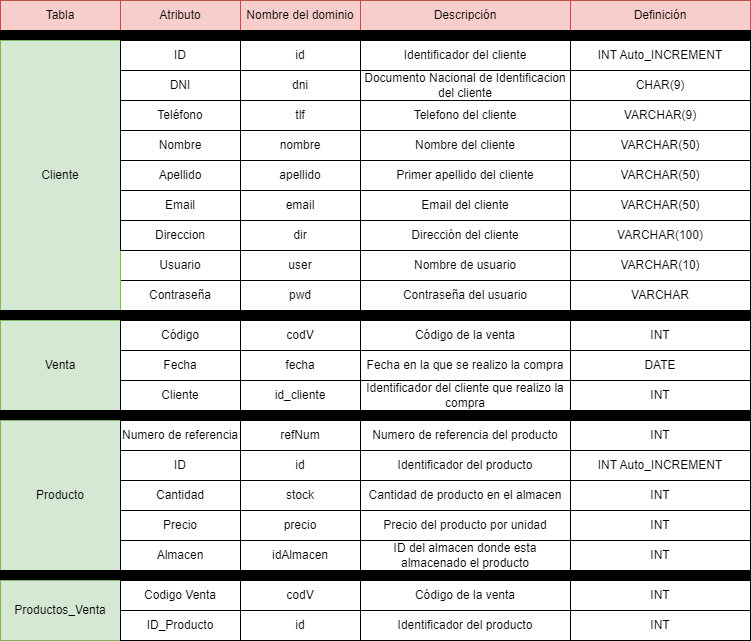 Tabla Atributo Nombre del dominio Descripción Definición
Cliente
ID id Identificador del cliente INT Auto_INCREMENT
DNI dni Documento Nacional de Identificacion
del cliente CHAR(9)
Teléfono tlf Telefono del cliente VARCHAR(9)
Nombre nombre Nombre del cliente VARCHAR(50)
Apellido apellido Primer apellido del cliente VARCHAR(50)
Email email Email del cliente VARCHAR(50)
Direccion dir Dirección del cliente VARCHAR(100)
Usuario user Nombre de usuario VARCHAR(10)
Contraseña pwd Contraseña del usuario VARCHAR
Venta
Código codV Código de la venta INT
Fecha fecha Fecha en la que se realizo la compra DATE
Cliente id_cliente Identificador del cliente que realizo la
compra INT
Producto
Numero de referencia refNum Numero de referencia del producto INT
ID id Identificador del producto INT Auto_INCREMENT
Cantidad stock Cantidad de producto en el almacen INT
Precio precio Precio del producto por unidad INT
Almacen idAlmacen ID del almacen donde esta
almacenado el producto INT
Productos_Venta
Codigo Venta codV Código de la venta INT
ID_Producto id Identificador del producto INT